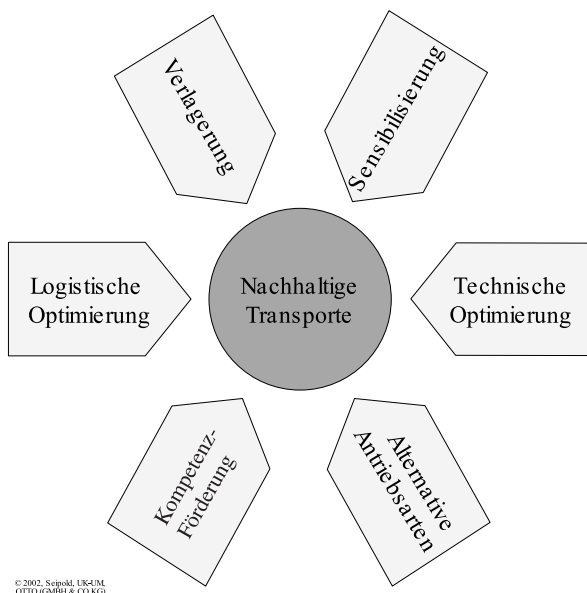 Verlagerung
Sensibilisierung
Logistische
Optimierung
Nachhaltige
Transporte
Technische
Optimierung
Kompetenz-
Förderung
Alternative
Antriebsarten
© 2002, Seipold, UK-UM,
OTTO (GMBH & CO KG)